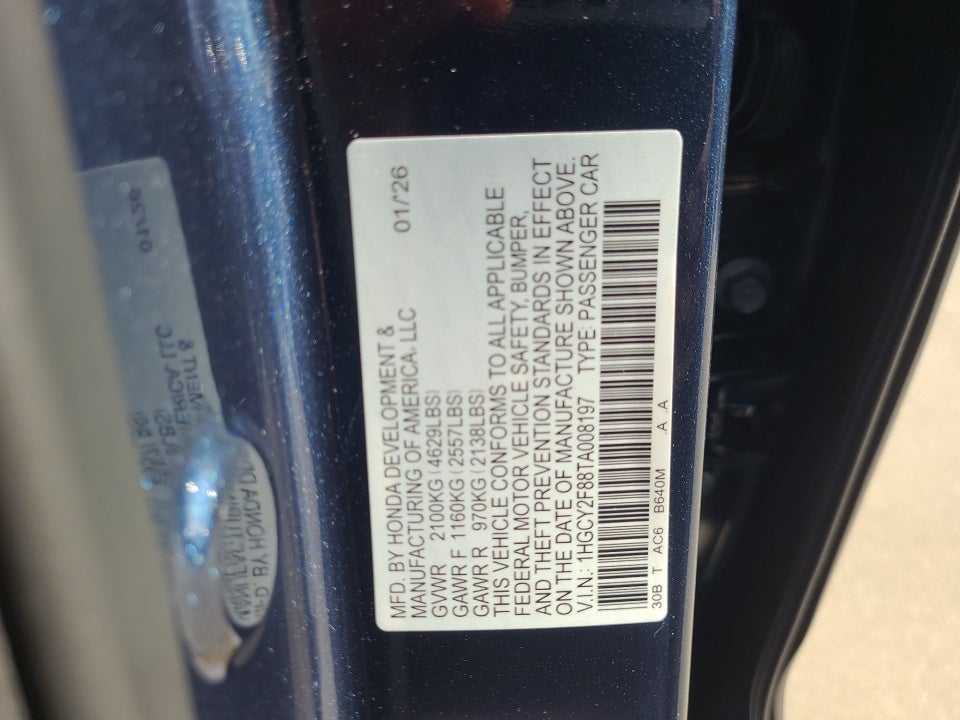 MFD. BY HONDA DEVELOPMENT &
MANUFACTURING OF AMERICA, LLC 01/'26
GVWR 2100KG (4629LBS)
GAWR F 1160KG (2557LBS)
GAWR R 970KG (2138LBS)
THIS VEHICLE CONFORMS TO ALL APPLICABLE
FEDERAL MOTOR VEHICLE SAFETY, BUMPER,
AND THEFT PREVENTION STANDARDS IN EFFECT
ON THE DATE OF MANUFACTURE SHOWN ABOVE.
V.I.N.: 1HGCY2F88TA008197 TYPE: PASSENGER CAR
30B T AC6 B640M .A .A